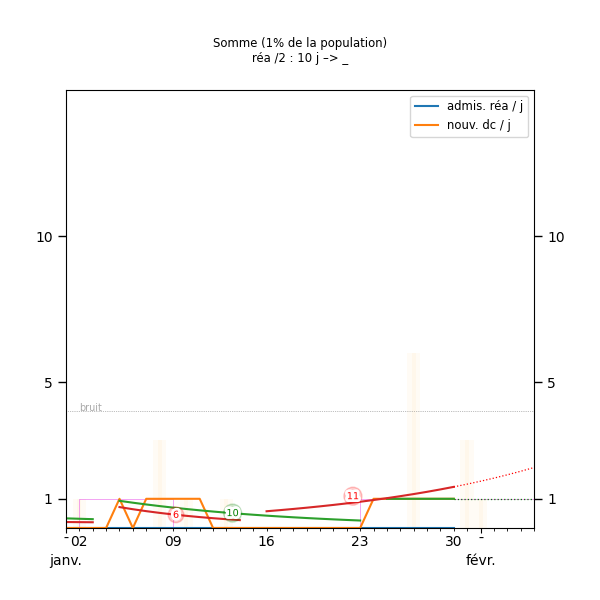 Somme (1% de la population)
réa /2 : 10 j –> _
admis. réa / j
nouv. dc / j
10 10
5 5
bruit
11
1 1
6 10
- 02 09 16 23 30 -
janv. févr.